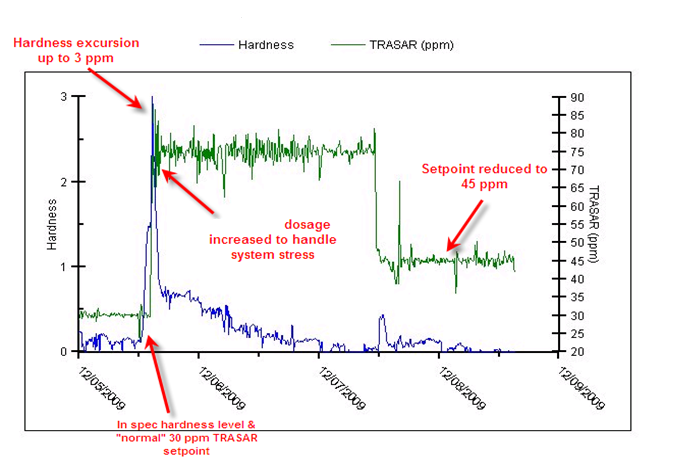 Hardness excursion
up to 3 ppm
Hardness
TRASAR (ppm)
3
2
1
0
Hardness
90
85
80
75
70
65
60
55
50
45
40
35
30
25
20
TRASAR (ppm)
Setpoint reduced to
45 ppm
dosage
increased to handle
system stress
12/05/2009
12/06/2009
12/07/2009
12/08/2009
12/09/2009
In spec hardness level &
"normal" 30 ppm TRASAR
setpoint